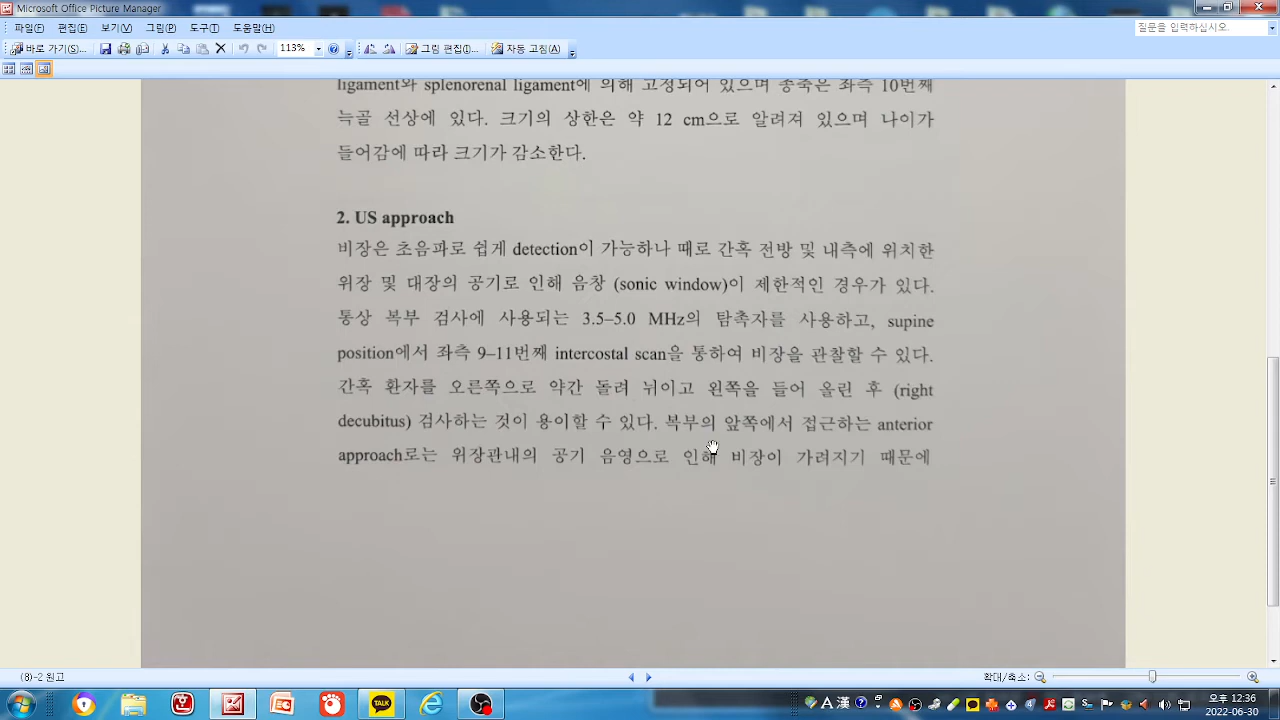 Microsoft Office Picture Manager
파일(F) 편집(E) 보기(V) 그림(P) 도구(T) 도움말(H)
질문을 입력하십시오.
바로 가기(S)... 113% 그림 편집(I)... 자동 고침(A)
ligament와 splenorenal ligament에 의해 고정되어 있으며 종축은 좌측 10번째
늑골 선상에 있다. 크기의 상한은 약 12 cm으로 알려져 있으며 나이가
들어감에 따라 크기가 감소한다.
2. US approach
비장은 초음파로 쉽게 detection이 가능하나 때로 간혹 전방 및 내측에 위치한
위장 및 대장의 공기로 인해 음창 (sonic window)이 제한적인 경우가 있다.
통상 복부 검사에 사용되는 3.5–5.0 MHz의 탐촉자를 사용하고, supine
position에서 좌측 9–11번째 intercostal scan을 통하여 비장을 관찰할 수 있다.
간혹 환자를 오른쪽으로 약간 돌려 뉘이고 왼쪽을 들어 올린 후 (right
decubitus) 검사하는 것이 용이할 수 있다. 복부의 앞쪽에서 접근하는 anterior
approach로는 위장관내의 공기 음영으로 인해 비장이 가려지기 때문에
(8)-2 원고
확대/축소:
TALK
A 漢
오후 12:36
2022-06-30